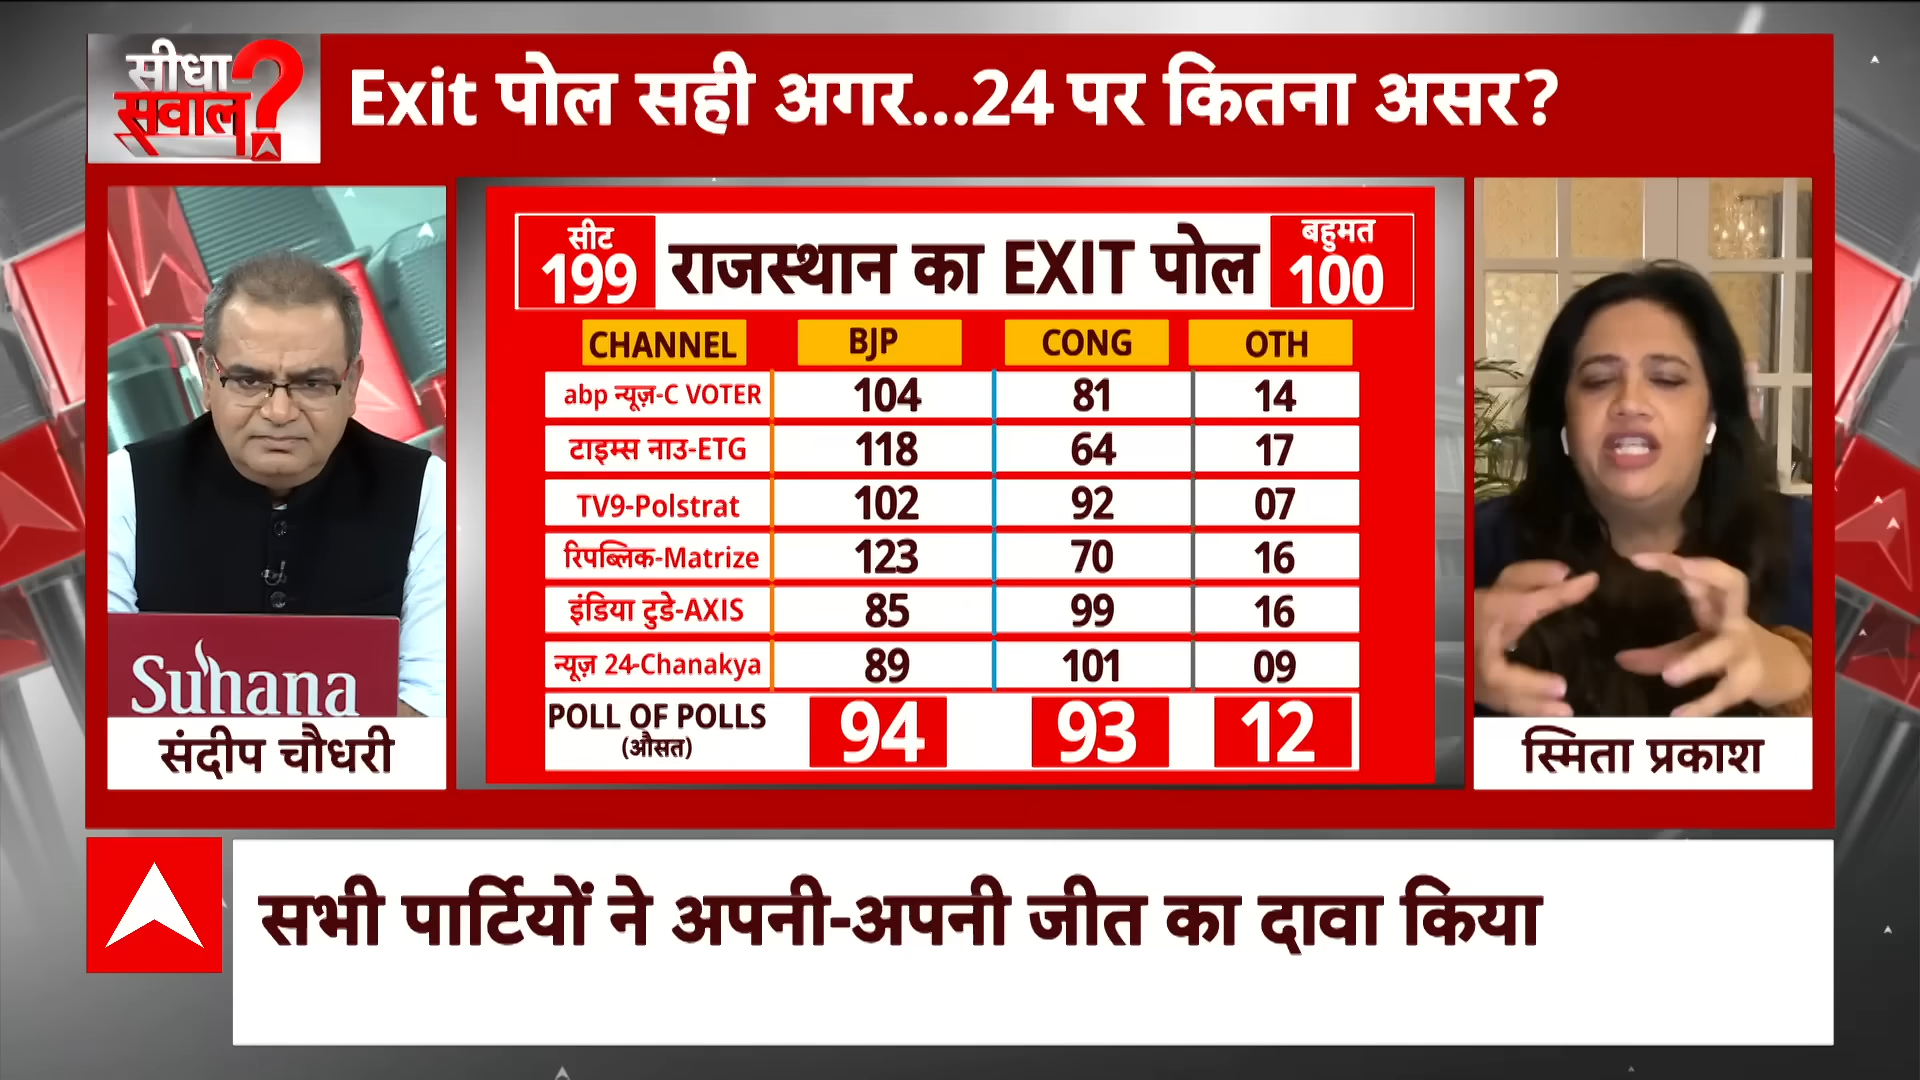 सीधा सवाल?
Exit पोल सही अगर...24 पर कितना असर?
सीट 199
राजस्थान का EXIT पोल
बहुमत 100
CHANNEL BJP CONG OTH
abp न्यूज़-C VOTER 104 81 14
टाइम्स नाउ-ETG 118 64 17
TV9-Polstrat 102 92 07
रिपब्लिक-Matrize 123 70 16
इंडिया टुडे-AXIS 85 99 16
न्यूज़ 24-Chanakya 89 101 09
POLL OF POLLS (औसत) 94 93 12
Suhana
संदीप चौधरी
स्मिता प्रकाश
सभी पार्टियों ने अपनी-अपनी जीत का दावा किया